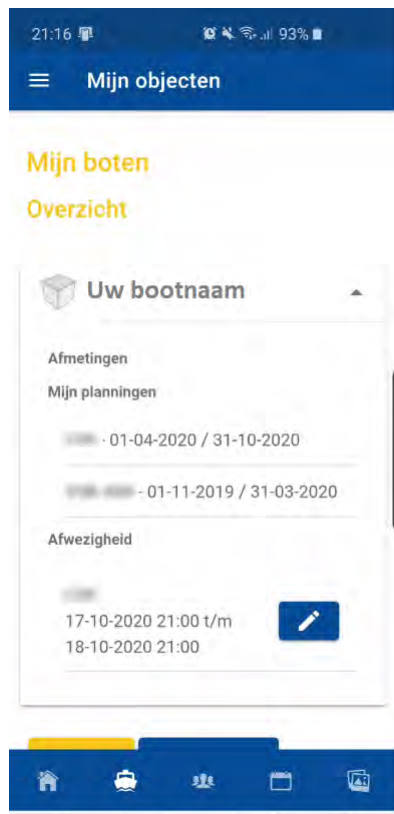 21:16 93%
Mijn objecten
Mijn boten
Overzicht
Uw bootnaam
Afmetingen
Mijn planningen
- 01-04-2020 / 31-10-2020
- 01-11-2019 / 31-03-2020
Afwezigheid
17-10-2020 21:00 t/m
18-10-2020 21:00